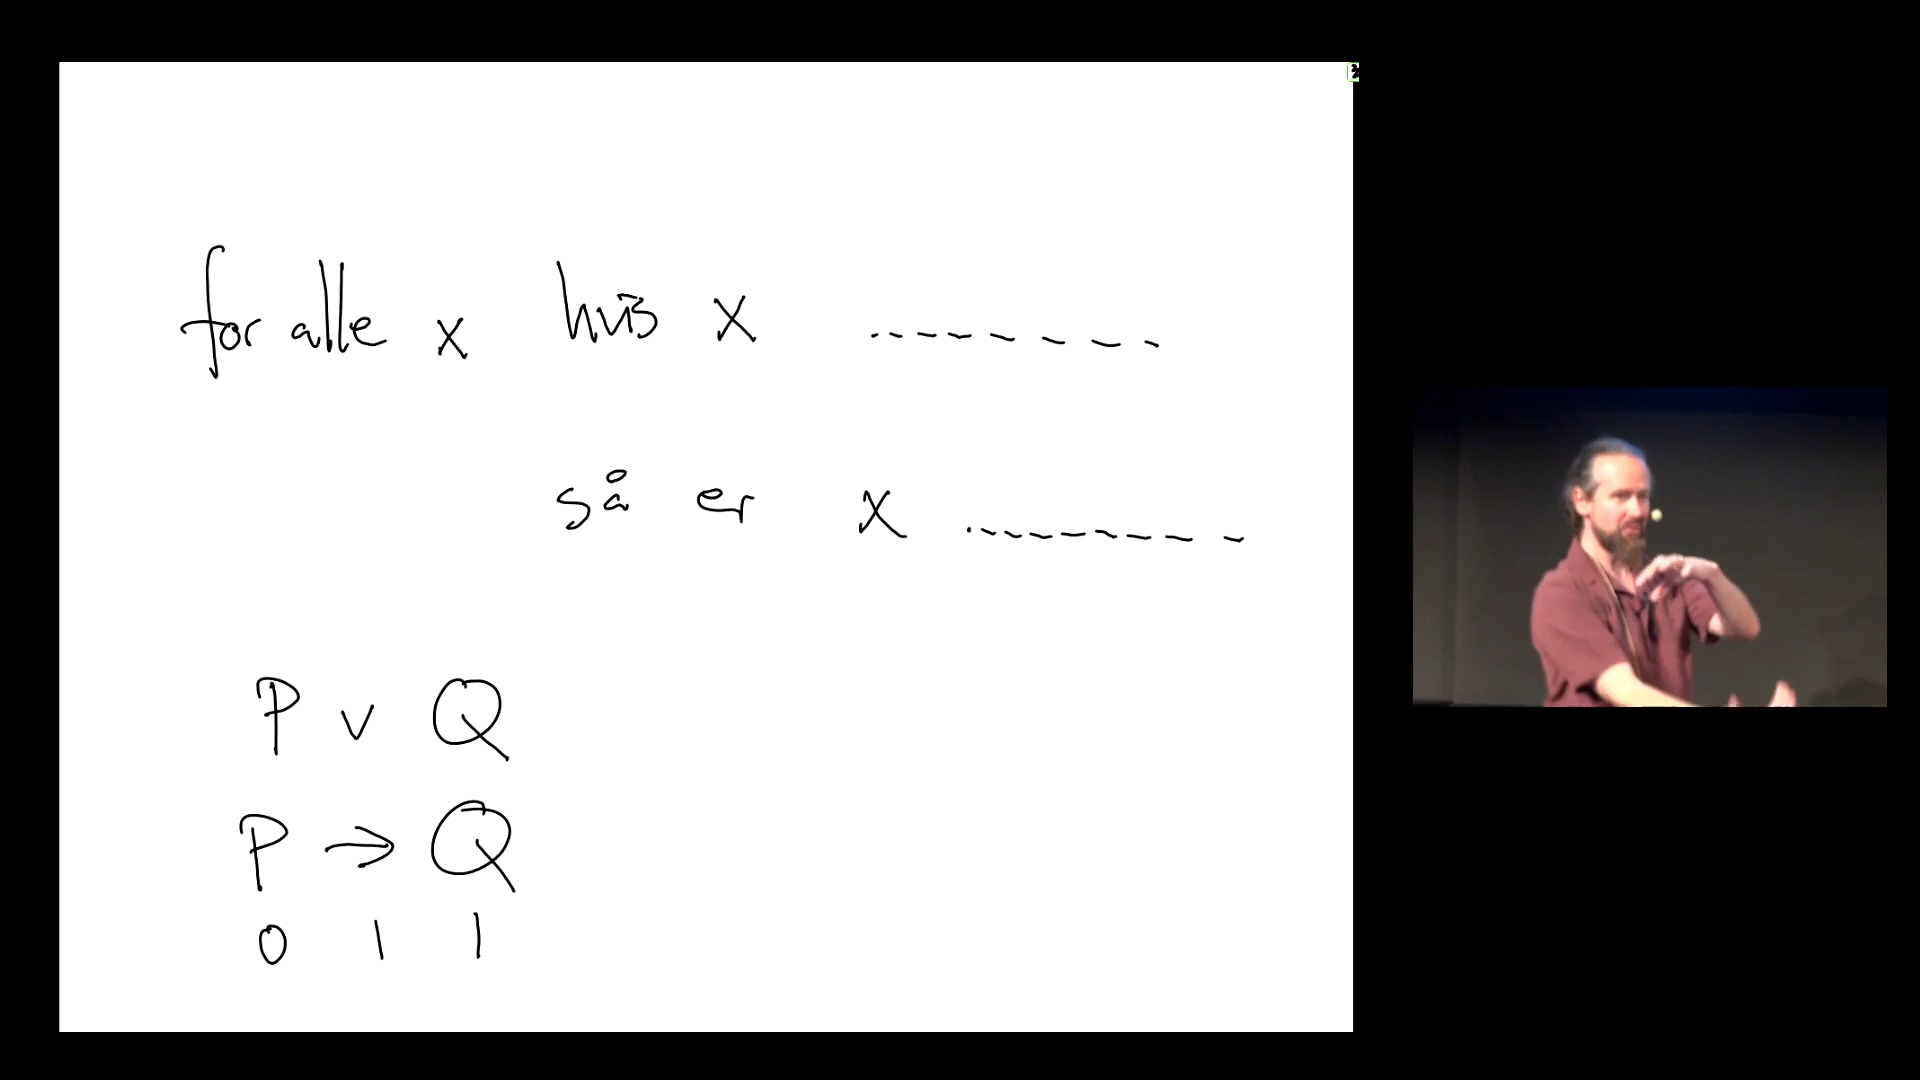 for alle x hvis x --------
så er x ---------
P ∨ Q
P → Q
0 1 1